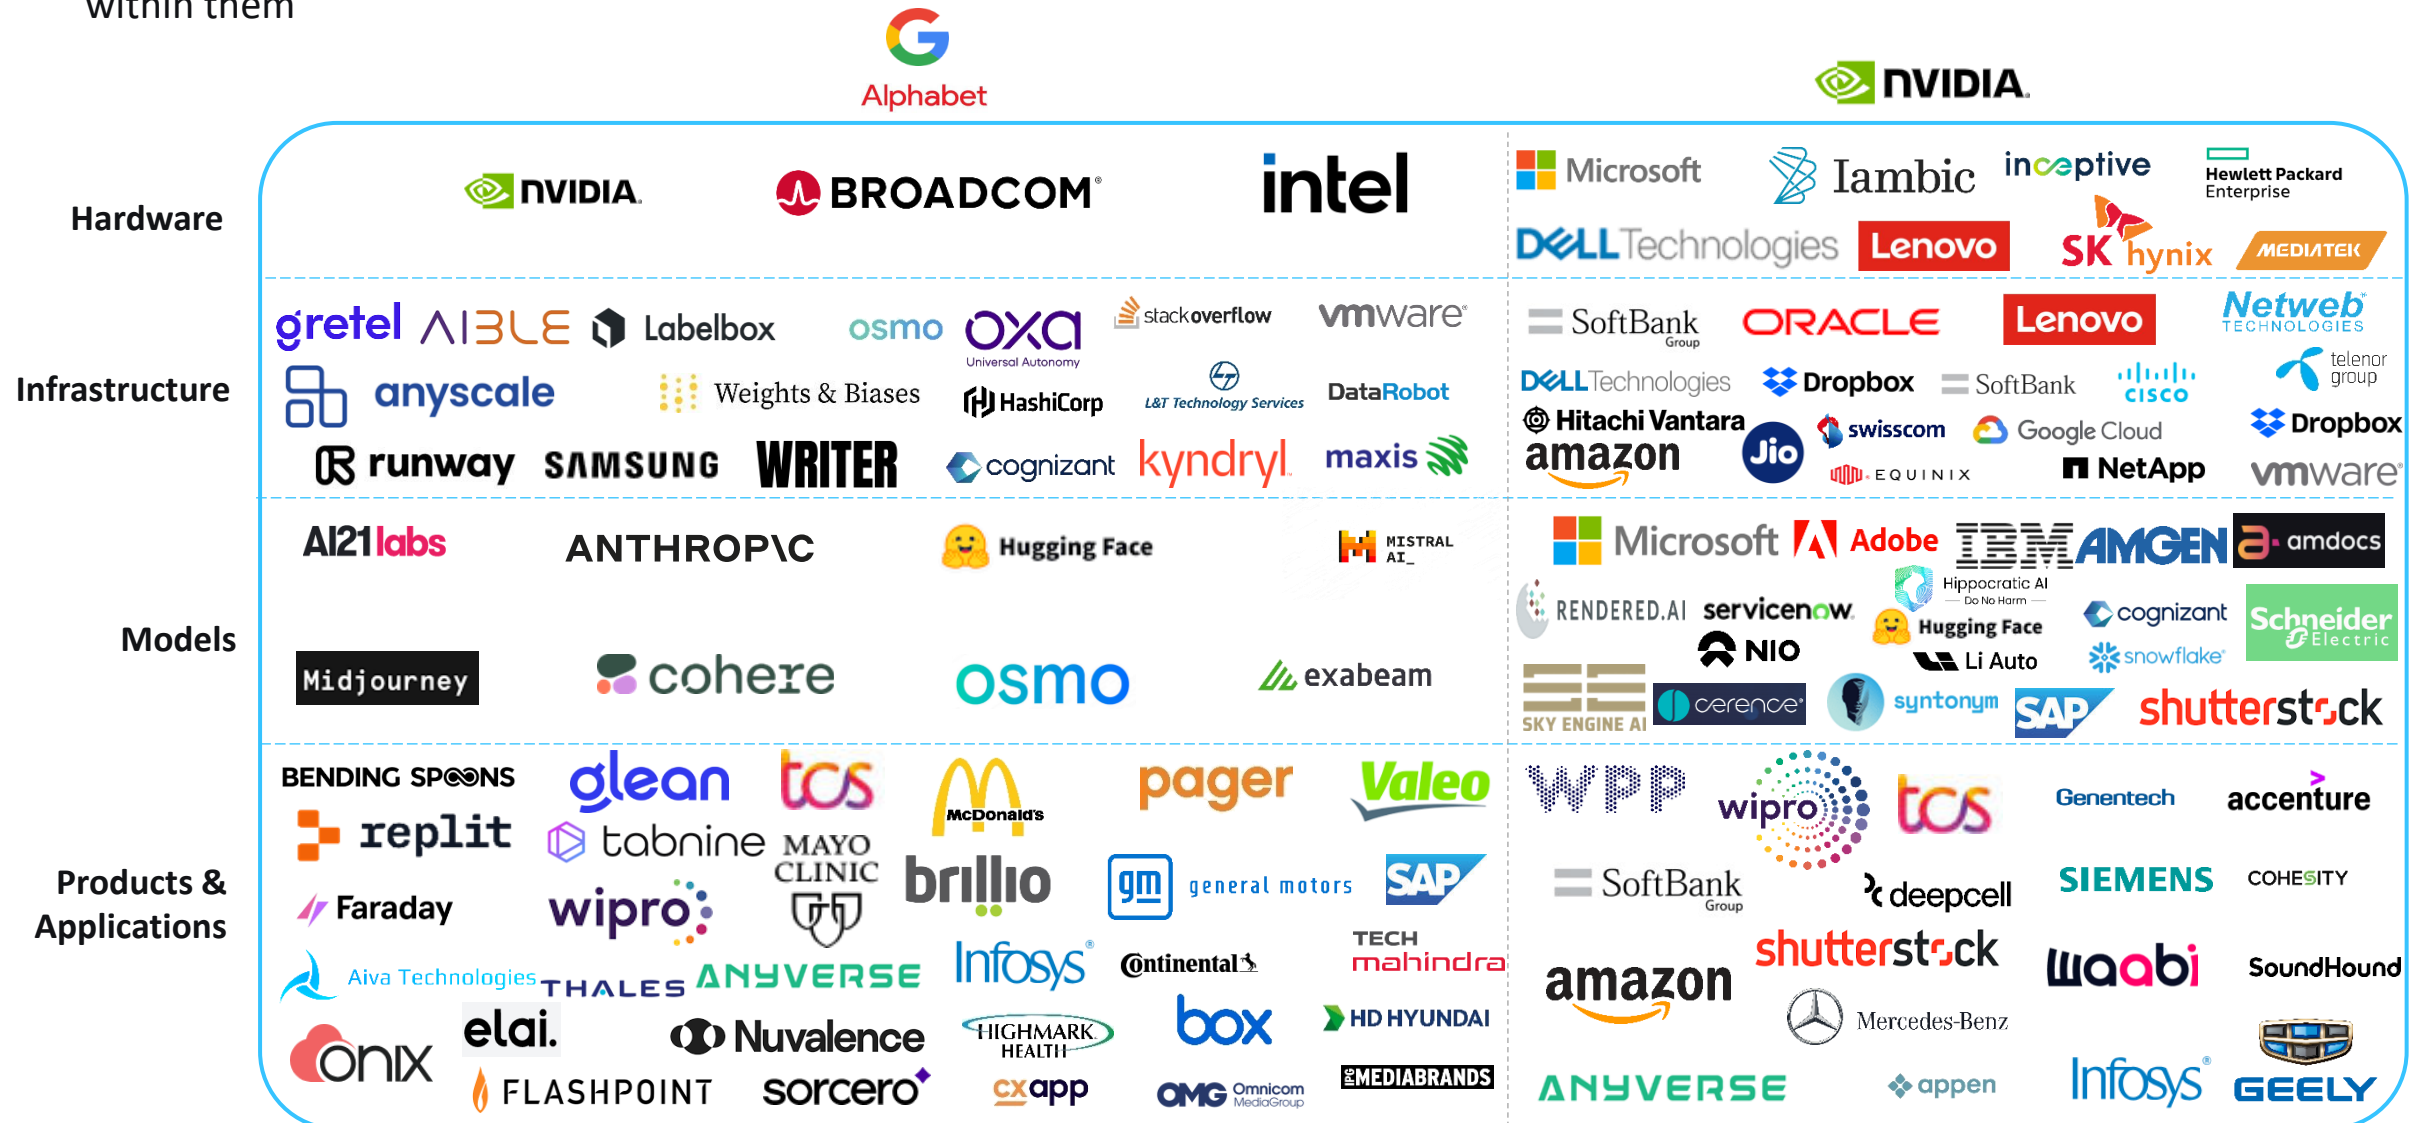 within them
Alphabet
NVIDIA.
Hardware
NVIDIA.
BROADCOM®
intel
Microsoft
Iambic
inceptive
Hewlett Packard
Enterprise
DELL Technologies
Lenovo
SK hynix
MEDIATEK
Infrastructure
gretel
AIBLE
Labelbox
osmo
oxa
Universal Autonomy
stackoverflow
vmware®
anyscale
Weights & Biases
HashiCorp
L&T Technology Services
DataRobot
runway
SAMSUNG
WRITER
cognizant
kyndryl
maxis
SoftBank
Group
ORACLE
Lenovo
Netweb
TECHNOLOGIES
DELL Technologies
Dropbox
SoftBank
CISCO
telenor
group
Hitachi Vantara
amazon
Jio
swisscom
Google Cloud
Dropbox
EQUINIX
NetApp
vmware®
Models
AI21labs
ANTHROP\C
Hugging Face
MISTRAL
AI_
Midjourney
cohere
osmo
exabeam
Microsoft
Adobe
IBM
AMGEN
amdocs
RENDERED.AI
servicenow.
Hippocratic AI
Do No Harm
Hugging Face
cognizant
Schneider
Electric
NIO
Li Auto
snowflake®
SKY ENGINE AI
cerence®
syntonym
SAP
shutterstock
Products &
Applications
BENDING SPOONS
glean
tcs
McDonald's
pager
Valeo
replit
tabnine
MAYO
CLINIC
brillio
gm general motors
SAP
Faraday
wipro
Aiva Technologies
THALES
ANYVERSE
Infosys®
Continental
TECH
mahindra
onix
elai.
Nuvalence
HIGHMARK.
HEALTH
box
HD HYUNDAI
FLASHPOINT
sorcero
cxapp
OMG Omnicom
MediaGroup
IPG MEDIABRANDS
WPP
wipro
tcs
Genentech
accenture
SoftBank
Group
deepcell
SIEMENS
COHESITY
amazon
shutterstock
waabi
SoundHound
Mercedes-Benz
ANYVERSE
appen
Infosys®
GEELY